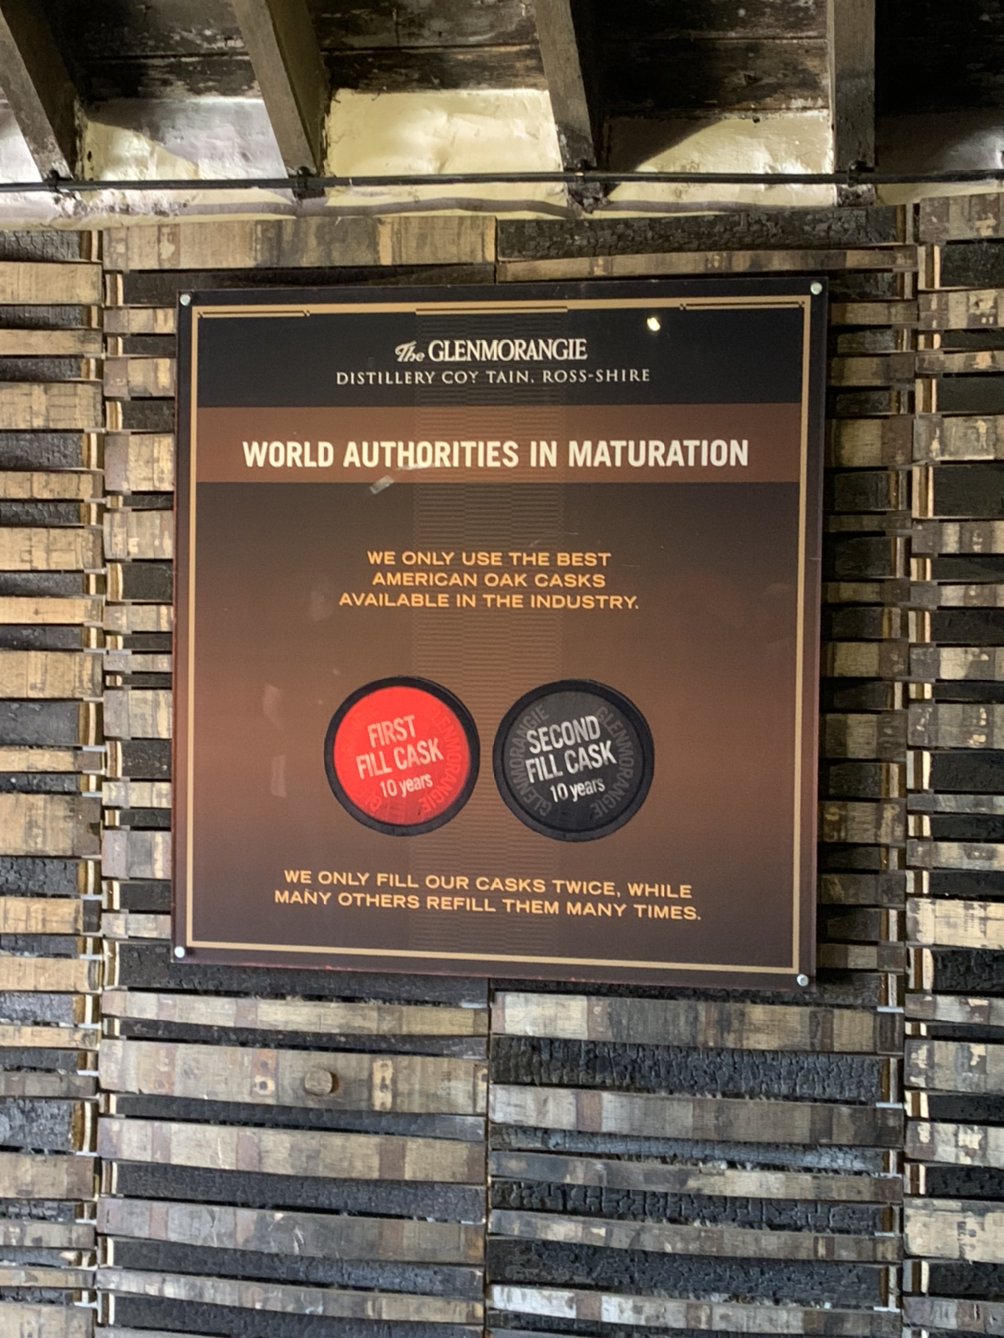 The GLENMORANGIE
DISTILLERY COY TAIN, ROSS-SHIRE
WORLD AUTHORITIES IN MATURATION
WE ONLY USE THE BEST
AMERICAN OAK CASKS
AVAILABLE IN THE INDUSTRY.
FIRST
FILL CASK
10 years
GLENMORANGIE
SECOND
FILL CASK
10 years
GLENMORANGIE
GLENMORANGIE
WE ONLY FILL OUR CASKS TWICE, WHILE
MANY OTHERS REFILL THEM MANY TIMES.